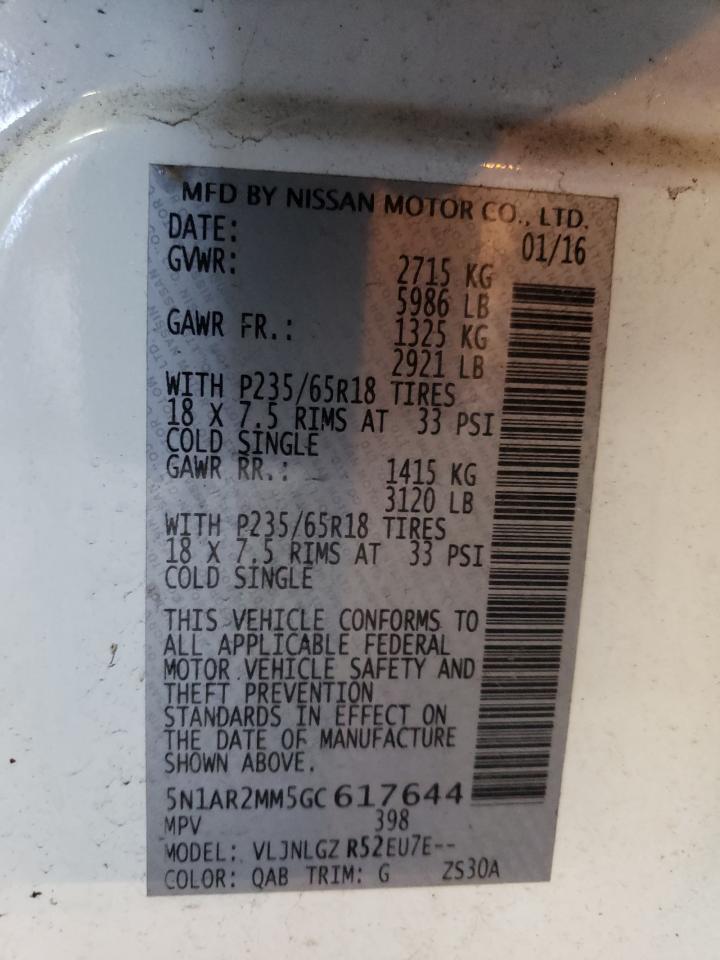 MFD BY NISSAN MOTOR CO., LTD.
DATE: 01/16
GVWR: 2715 KG
5986 LB
GAWR FR.: 1325 KG
2921 LB
WITH P235/65R18 TIRES
18 X 7.5 RIMS AT 33 PSI
COLD SINGLE
GAWR RR.: 1415 KG
3120 LB
WITH P235/65R18 TIRES
18 X 7.5 RIMS AT 33 PSI
COLD SINGLE
THIS VEHICLE CONFORMS TO
ALL APPLICABLE FEDERAL
MOTOR VEHICLE SAFETY AND
THEFT PREVENTION
STANDARDS IN EFFECT ON
THE DATE OF MANUFACTURE
SHOWN ABOVE.
5N1AR2MM5GC617644
MPV 398
MODEL: VLJNLGZ R52EU7E--
COLOR: QAB TRIM: G ZS30A